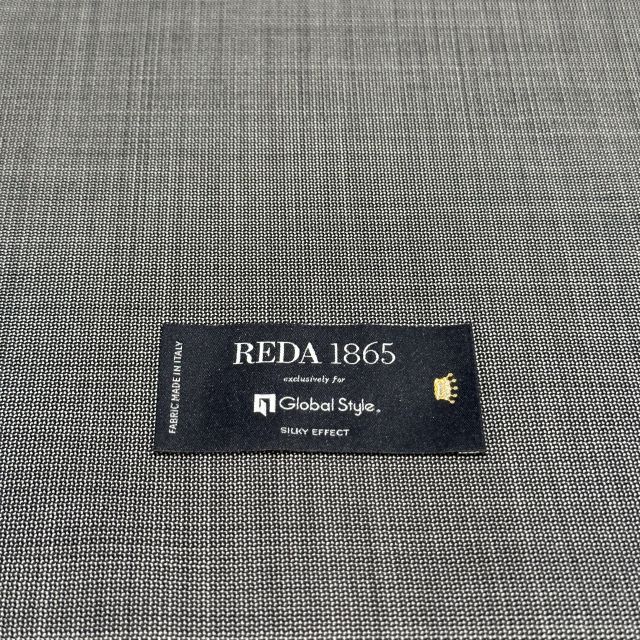 FABRIC MADE IN ITALY
REDA 1865
exclusively for
Global Style.
SILKY EFFECT